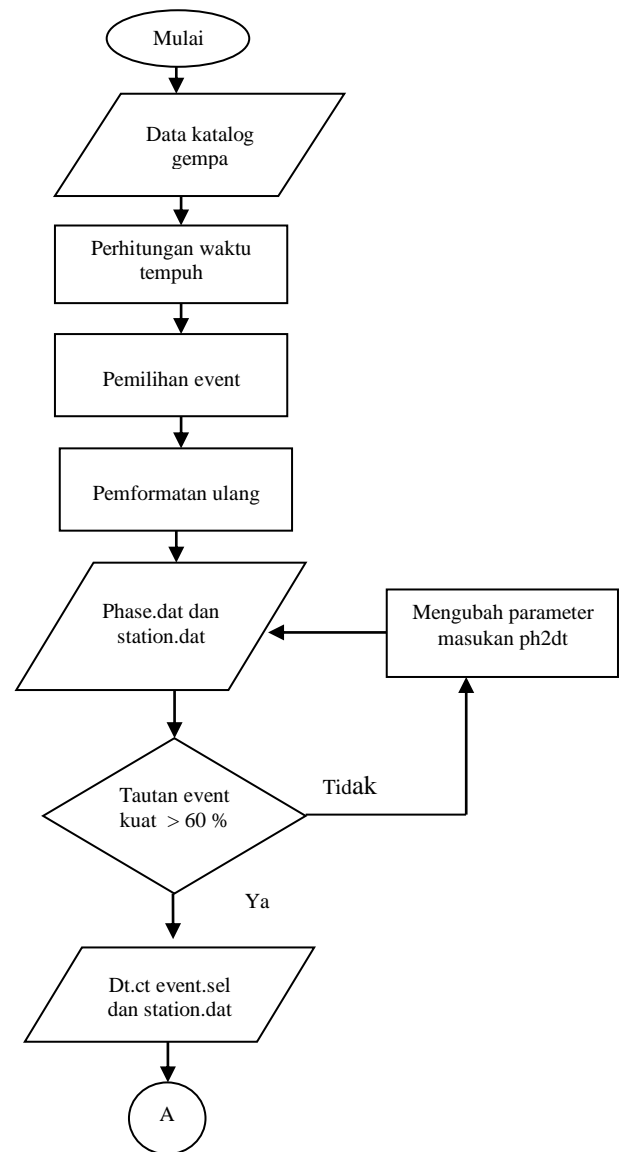 Mulai
Data katalog
gempa
Perhitungan waktu
tempuh
Pemilihan event
Pemformatan ulang
Phase.dat dan
station.dat
Mengubah parameter
masukan ph2dt
Tautan event
kuat > 60 %
Tidak
Ya
Dt.ct event.sel
dan station.dat
A